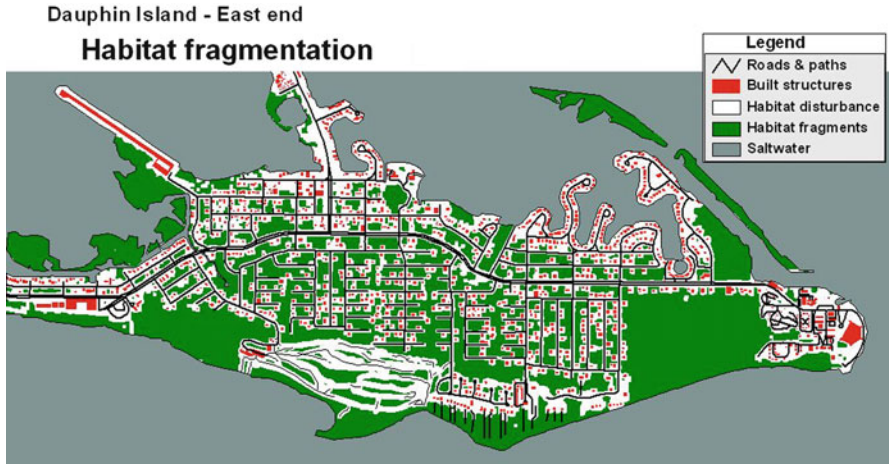 Dauphin Island - East end
Habitat fragmentation
Legend
Roads & paths
Built structures
Habitat disturbance
Habitat fragments
Saltwater